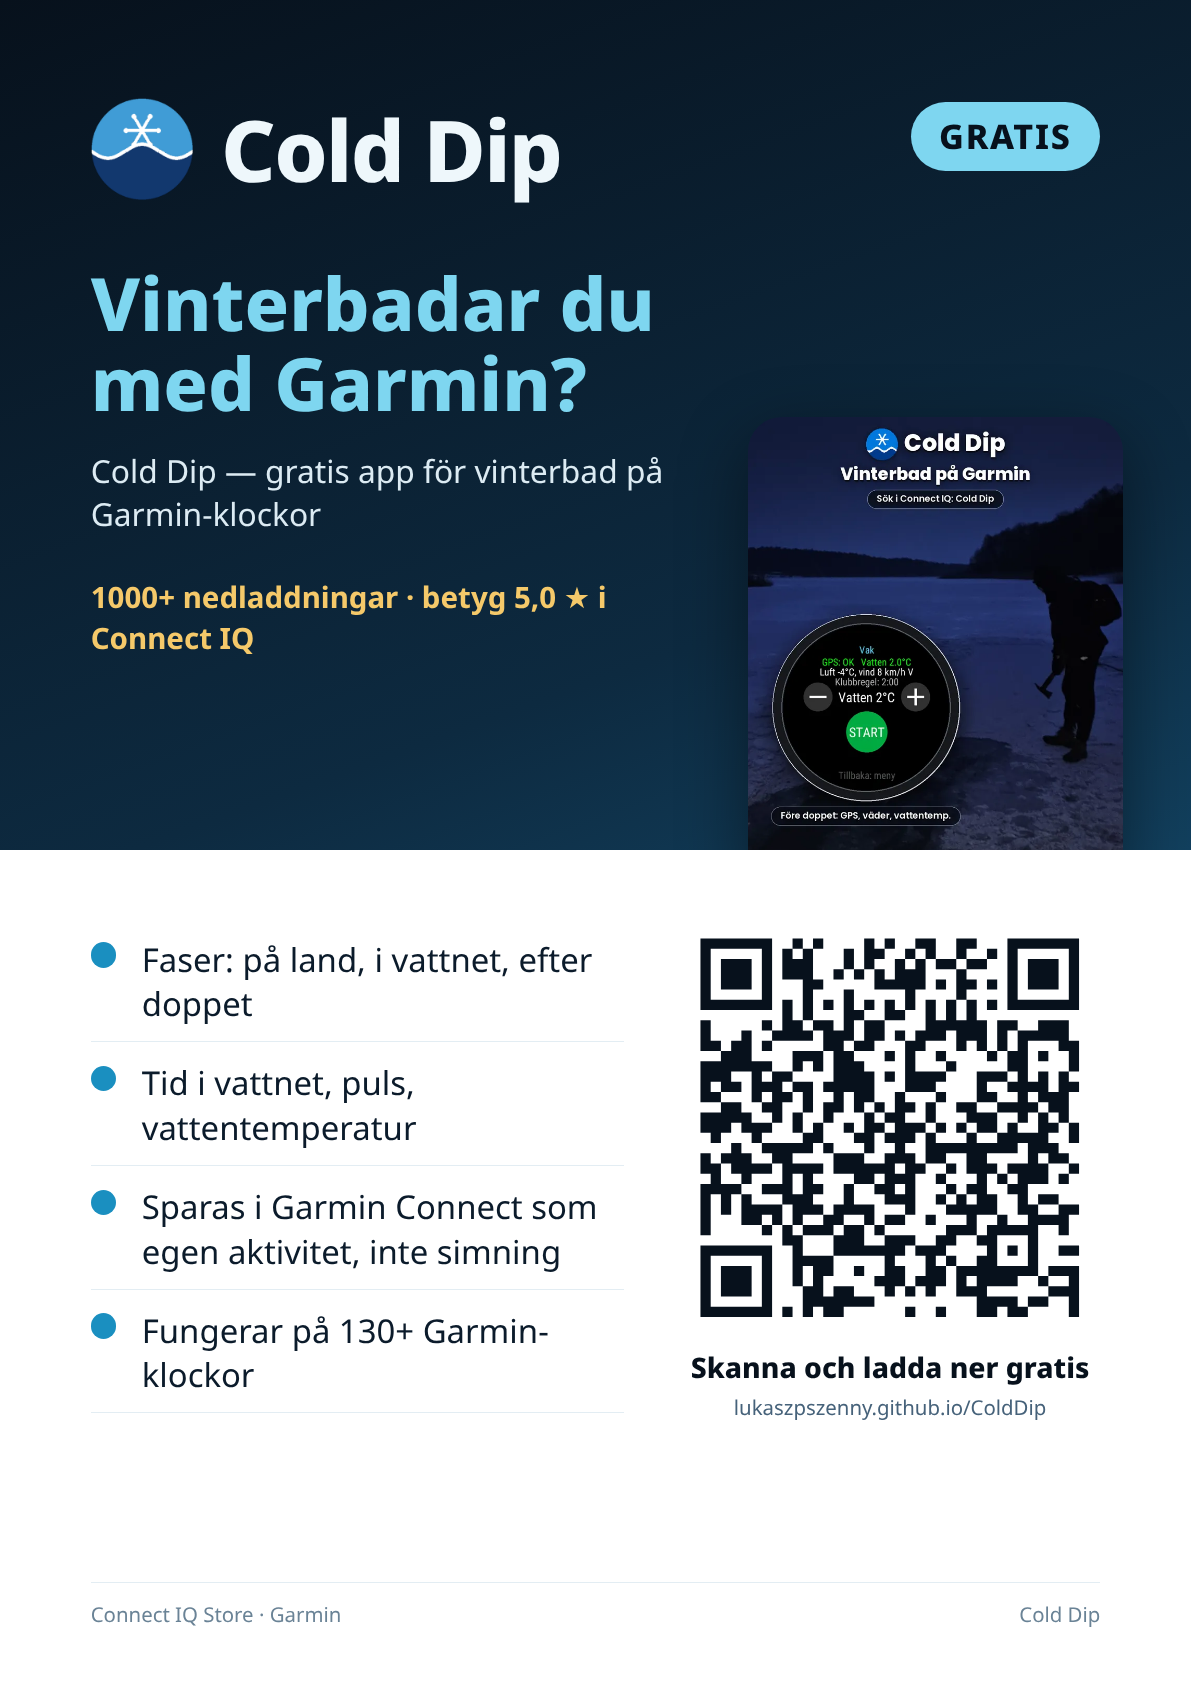 Cold Dip
GRATIS
Vinterbadar du
med Garmin?
Cold Dip — gratis app för vinterbad på
Garmin-klockor
1000+ nedladdningar · betyg 5,0 ★ i
Connect IQ
Cold Dip
Vinterbad på Garmin
Sök i Connect IQ: Cold Dip
Vak
GPS: OK Vatten 2.0°C
Luft -4°C, vind 8 km/h V
Klubbregel: 2:00
− Vatten 2°C +
START
Tillbaka: meny
Före doppet: GPS, väder, vattentemp.
Faser: på land, i vattnet, efter
doppet
Tid i vattnet, puls,
vattentemperatur
Sparas i Garmin Connect som
egen aktivitet, inte simning
Fungerar på 130+ Garmin-
klockor
Skanna och ladda ner gratis
lukaszpszenny.github.io/ColdDip
Connect IQ Store · Garmin
Cold Dip